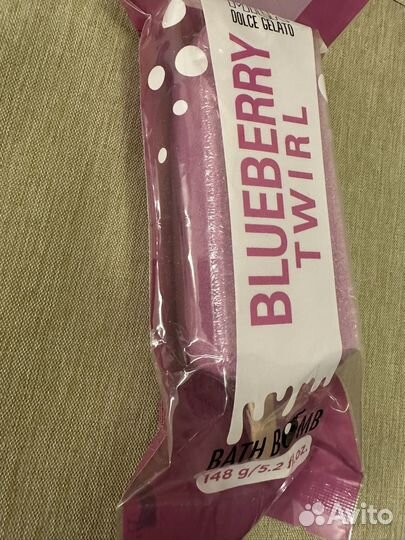 DOLCE GELATO
BLUEBERRY
TWIRL
BATH BOMB
148 g/5.2 fl.oz.
Avito